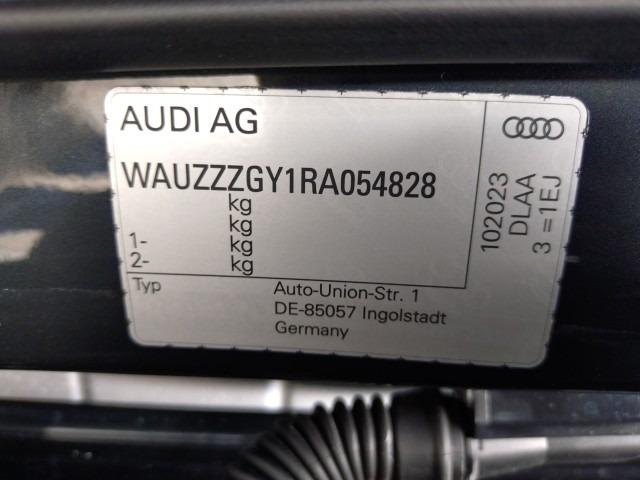 AUDI AG
WAUZZZGY1RA054828
kg
kg
1- kg
2- kg
Typ
Auto-Union-Str. 1
DE-85057 Ingolstadt
Germany
102023
DLAA
3 =1EJ